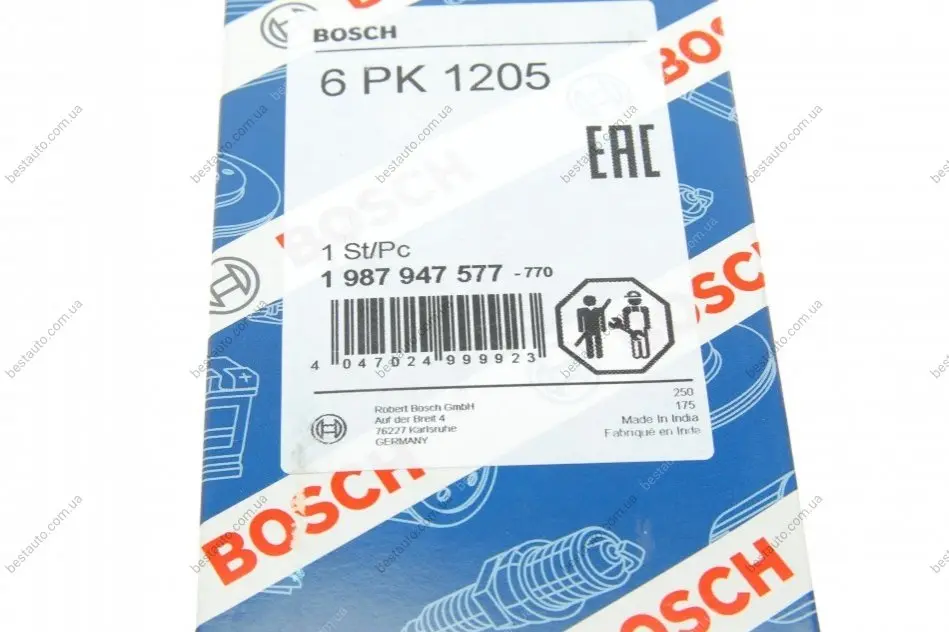 BOSCH
6 PK 1205
EAC
1 St/Pc
1 987 947 577 -770
4 047024 999923
250
175
Made In India
Fabriqué en Inde
Robert Bosch GmbH
Auf der Breit 4
76227 Karlsruhe
GERMANY
BOSCH
BOSCH
BOSCH
BOSCH
BOSCH
bestauto.com.ua